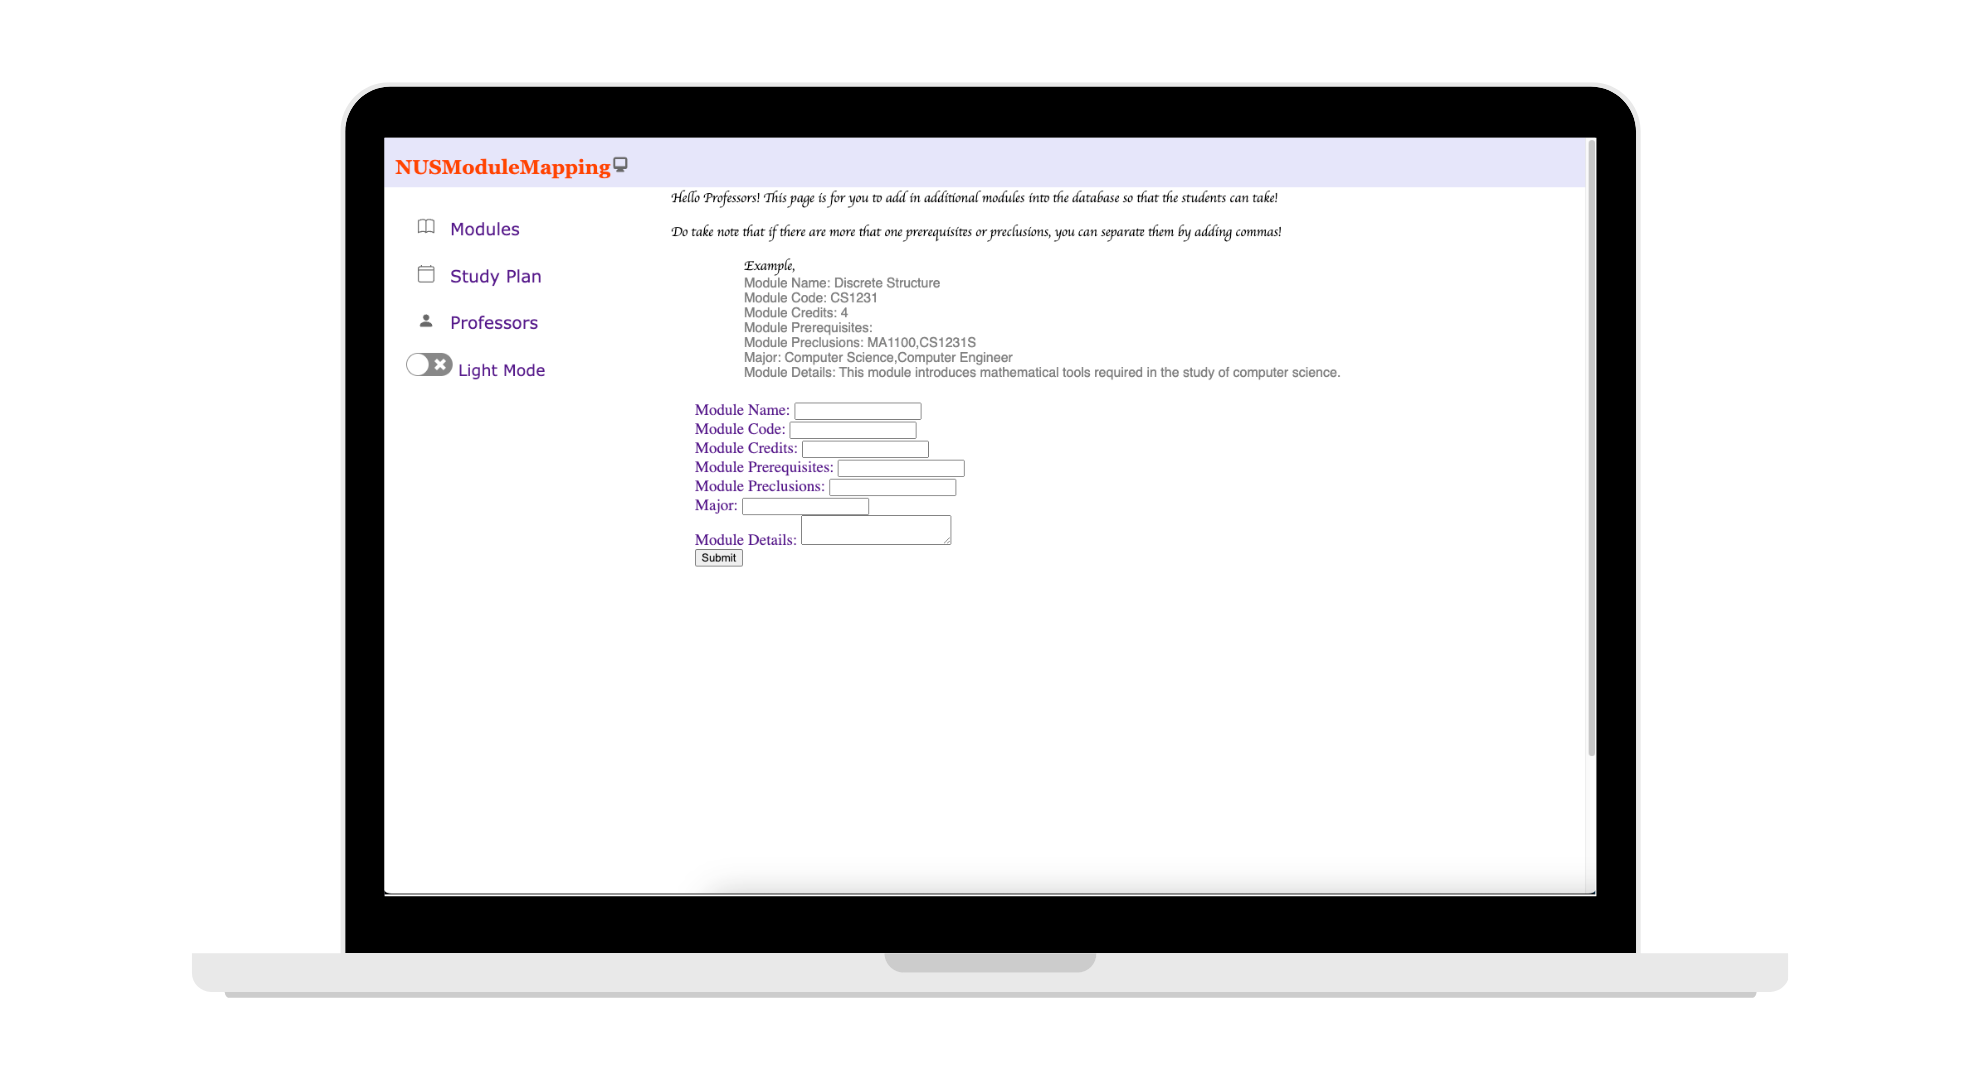 NUSModuleMapping
Hello Professors! This page is for you to add in additional modules into the database so that the students can take!
Do take note that if there are more that one prerequisites or preclusions, you can separate them by adding commas!
Modules
Study Plan
Professors
Light Mode
Example,
Module Name: Discrete Structure
Module Code: CS1231
Module Credits: 4
Module Prerequisites:
Module Preclusions: MA1100,CS1231S
Major: Computer Science,Computer Engineer
Module Details: This module introduces mathematical tools required in the study of computer science.
Module Name:
Module Code:
Module Credits:
Module Prerequisites:
Module Preclusions:
Major:
Module Details:
Submit